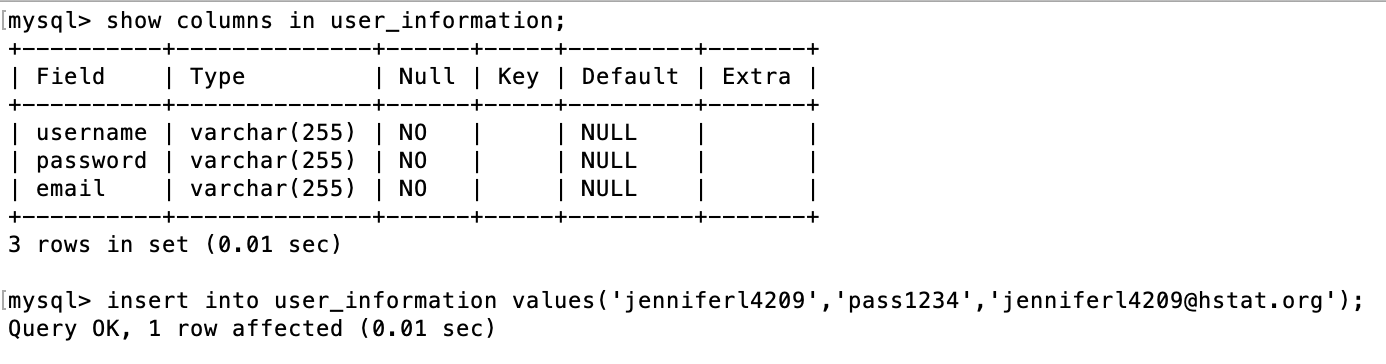 [mysql> show columns in user_information;
+----------+--------------+------+-----+---------+-------+
| Field    | Type         | Null | Key | Default | Extra |
+----------+--------------+------+-----+---------+-------+
| username | varchar(255) | NO   |     | NULL    |       |
| password | varchar(255) | NO   |     | NULL    |       |
| email    | varchar(255) | NO   |     | NULL    |       |
+----------+--------------+------+-----+---------+-------+
3 rows in set (0.01 sec)
[mysql> insert into user_information values('jenniferl4209','pass1234','jenniferl4209@hstat.org');
Query OK, 1 row affected (0.01 sec)